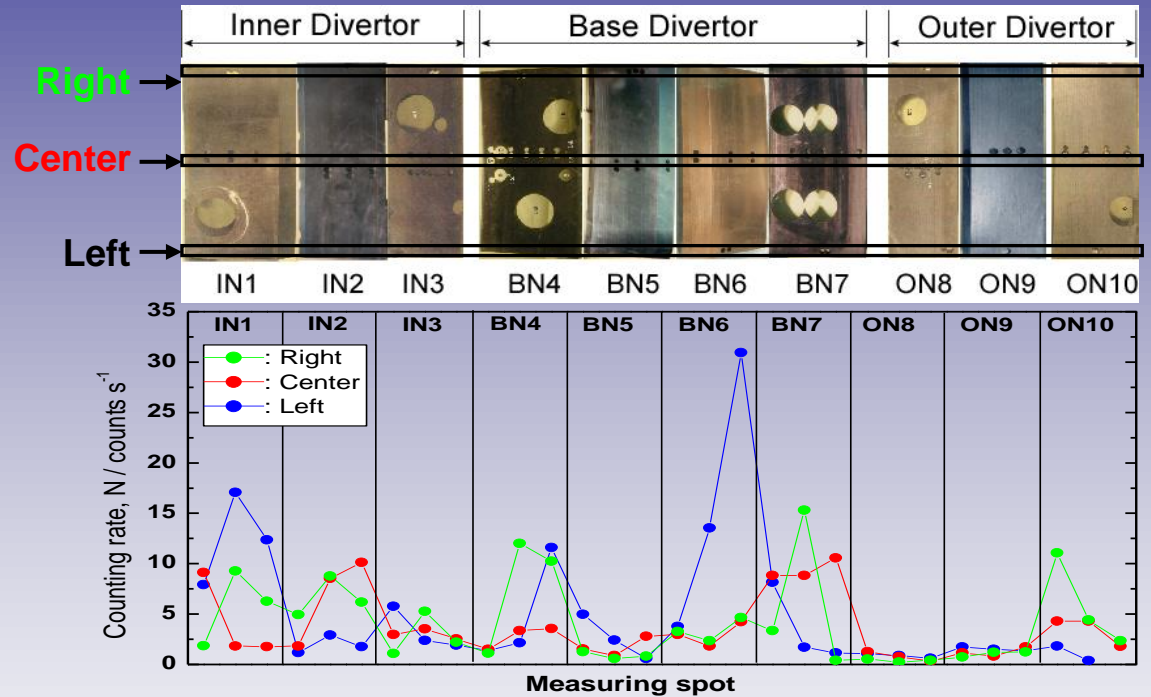 Inner Divertor Base Divertor Outer Divertor
Right
Center
Left
IN1 IN2 IN3 BN4 BN5 BN6 BN7 ON8 ON9 ON10
35
IN1 IN2 IN3 BN4 BN5 BN6 BN7 ON8 ON9 ON10
: Right
: Center
: Left
30
25
20
15
10
5
0
Counting rate, N / counts s⁻¹
Measuring spot